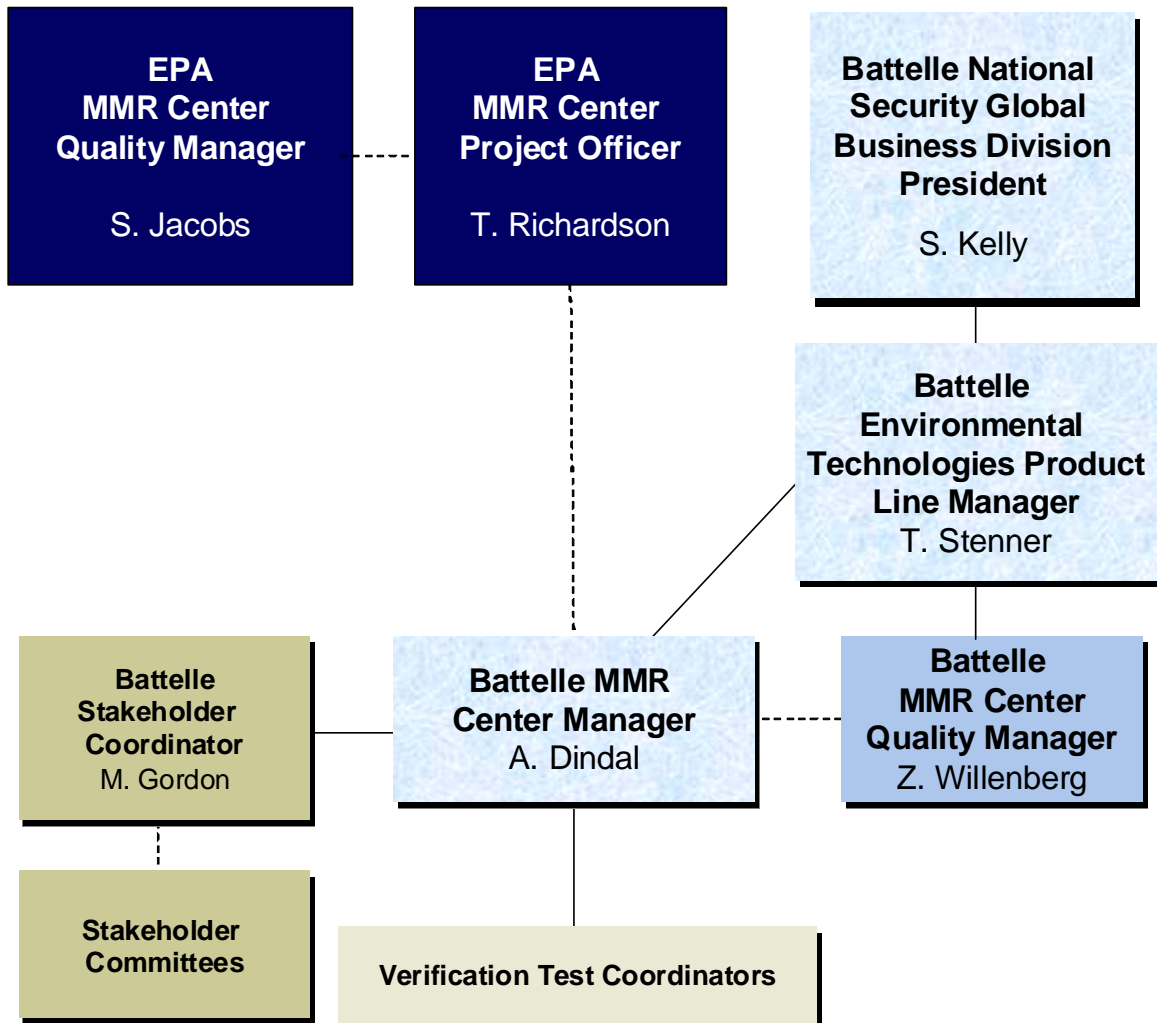 EPA
MMR Center
Quality Manager
S. Jacobs
EPA
MMR Center
Project Officer
T. Richardson
Battelle National
Security Global
Business Division
President
S. Kelly
Battelle
Environmental
Technologies Product
Line Manager
T. Stenner
Battelle
Stakeholder
Coordinator
M. Gordon
Battelle MMR
Center Manager
A. Dindal
Battelle
MMR Center
Quality Manager
Z. Willenberg
Stakeholder
Committees
Verification Test Coordinators